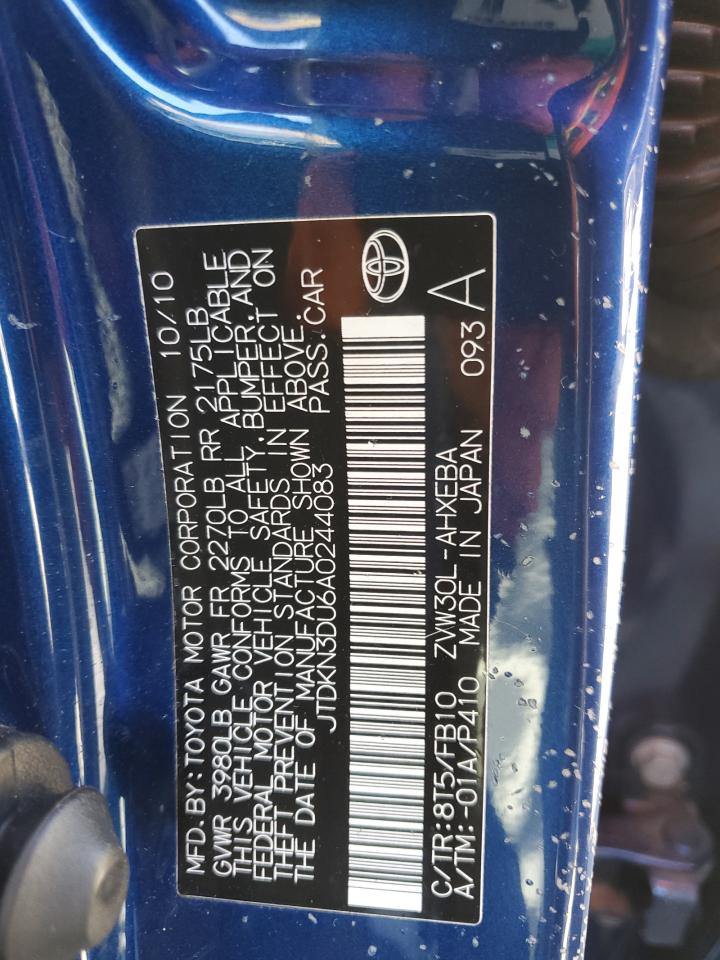 MFD.BY:TOYOTA MOTOR CORPORATION 10/10
GVWR 3980LB GAWR FR 2270LB RR 2175LB
THIS VEHICLE CONFORMS TO ALL APPLICABLE
FEDERAL MOTOR VEHICLE SAFETY, BUMPER, AND
THEFT PREVENTION STANDARDS IN EFFECT ON
THE DATE OF MANUFACTURE SHOWN ABOVE.
JTDKN3DU6A0244083 PASS.CAR
C/TR:8T5/FB10 ZVW30L-AHXEBA
A/TM:-01A/P410 MADE IN JAPAN 093 A